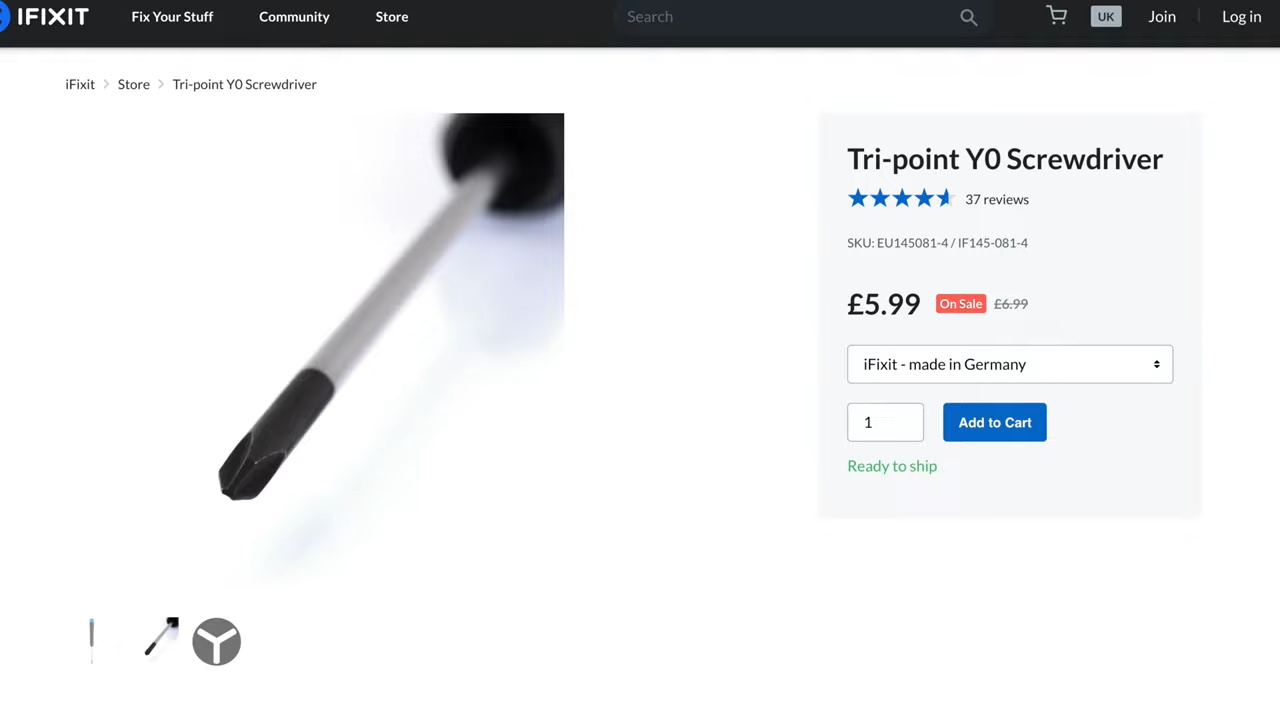 IFIXIT
Fix Your Stuff
Community
Store
Search
UK
Join
Log in
iFixit
Store
Tri-point Y0 Screwdriver
Tri-point Y0 Screwdriver
37 reviews
SKU: EU145081-4 / IF145-081-4
£5.99
On Sale
£6.99
iFixit - made in Germany
1
Add to Cart
Ready to ship